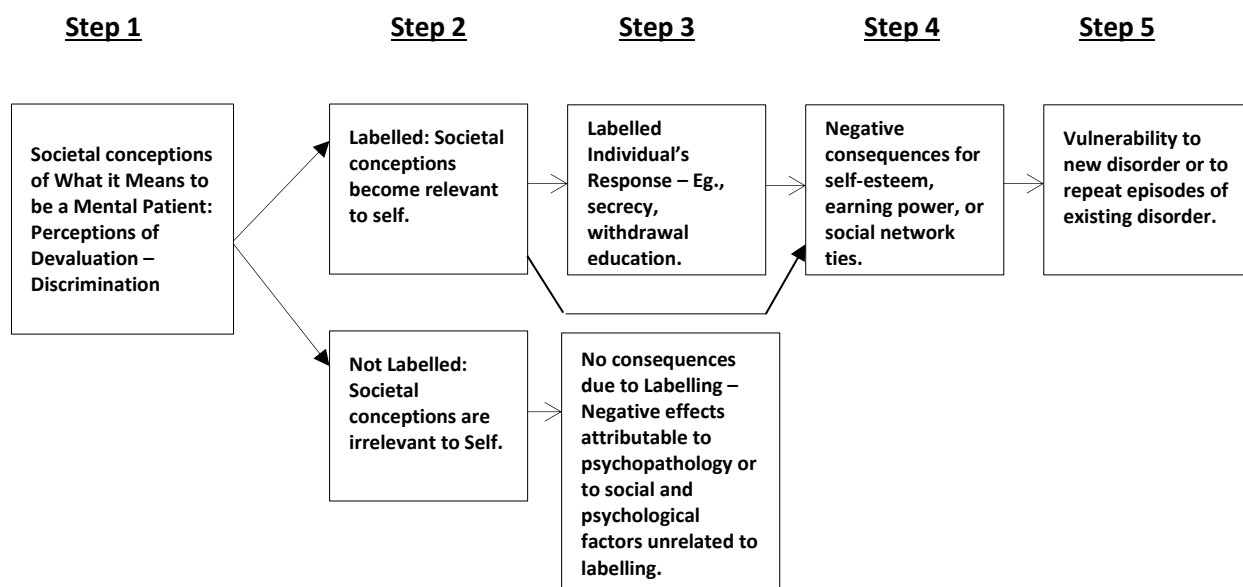 Step 1
Step 2
Step 3
Step 4
Step 5
Societal conceptions
of What it Means to
be a Mental Patient:
Perceptions of
Devaluation –
Discrimination
Labelled: Societal
conceptions
become relevant
to self.
Labelled
Individual’s
Response – Eg.,
secrecy,
withdrawal
education.
Negative
consequences for
self-esteem,
earning power, or
social network
ties.
Vulnerability to
new disorder or to
repeat episodes of
existing disorder.
Not Labelled:
Societal
conceptions are
irrelevant to Self.
No consequences
due to Labelling –
Negative effects
attributable to
psychopathology or
to social and
psychological
factors unrelated to
labelling.